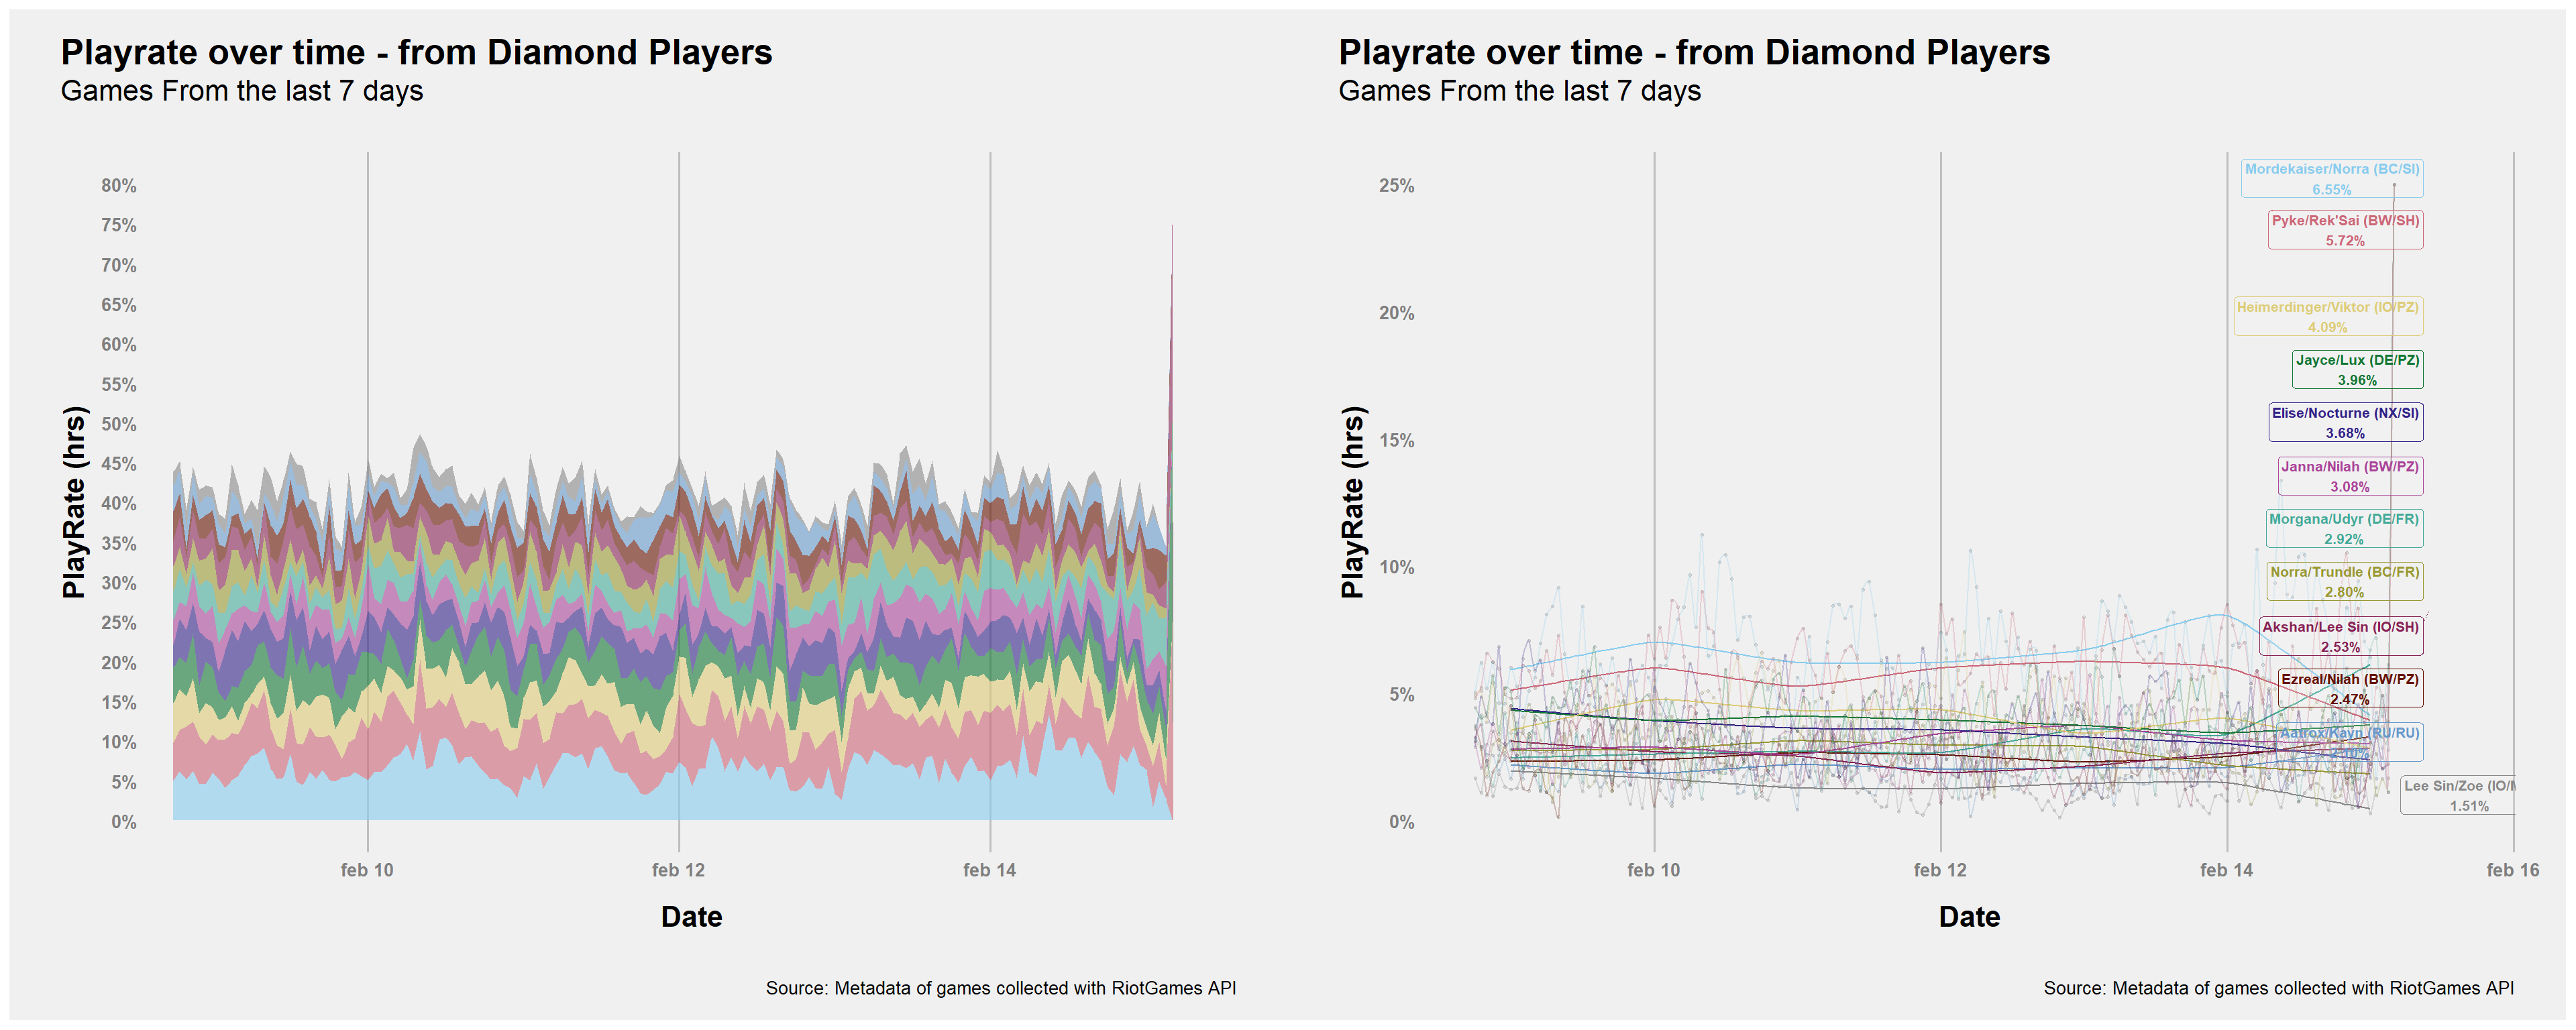 Playrate over time - from Diamond Players
Games From the last 7 days
80%
75%
70%
65%
60%
55%
50%
45%
40%
35%
30%
25%
20%
15%
10%
5%
0%
PlayRate (hrs)
feb 10
feb 12
feb 14
Date
Source: Metadata of games collected with RiotGames API
Playrate over time - from Diamond Players
Games From the last 7 days
25%
20%
15%
10%
5%
0%
PlayRate (hrs)
Mordekaiser/Norra (BC/SI)
6.55%
Pyke/Rek'Sai (BW/SH)
5.72%
Heimerdinger/Viktor (IO/PZ)
4.09%
Jayce/Lux (DE/PZ)
3.96%
Elise/Nocturne (NX/SI)
3.68%
Janna/Nilah (BW/PZ)
3.08%
Morgana/Udyr (DE/FR)
2.92%
Norra/Trundle (BC/FR)
2.80%
Akshan/Lee Sin (IO/SH)
2.53%
Ezreal/Nilah (BW/PZ)
2.47%
Aatrox/Kayn (RU/RU)
Lee Sin/Zoe (IO/
1.51%
feb 10
feb 12
feb 14
feb 16
Date
Source: Metadata of games collected with RiotGames API